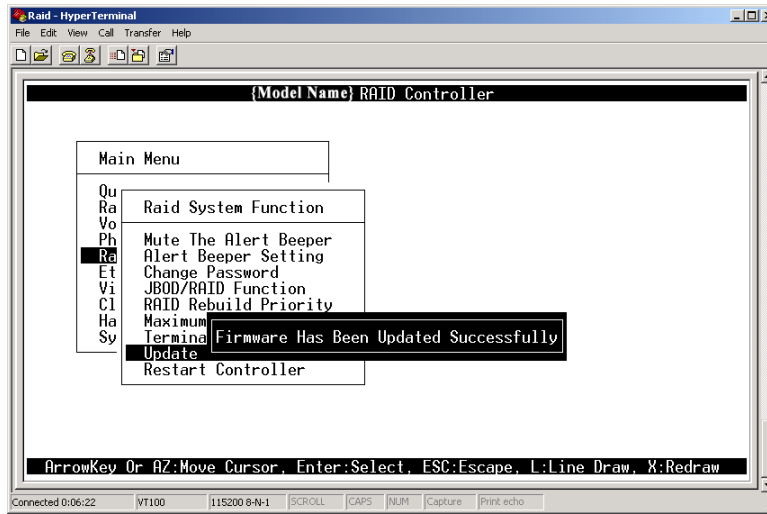 Raid - HyperTerminal
File Edit View Call Transfer Help
{Model Name} RAID Controller
Main Menu
Qu
Ra
Vo
Ph
Ra
Et
Vi
Cl
Ha
Sy
Raid System Function
Mute The Alert Beeper
Alert Beeper Setting
Change Password
JBOD/RAID Function
RAID Rebuild Priority
Maximum
Termina
Update
Restart Controller
Firmware Has Been Updated Successfully
ArrowKey Or AZ:Move Cursor, Enter:Select, ESC:Escape, L:Line Draw, X:Redraw
Connected 0:06:22 VT100 115200 8-N-1 SCROLL CAPS NUM Capture Print echo